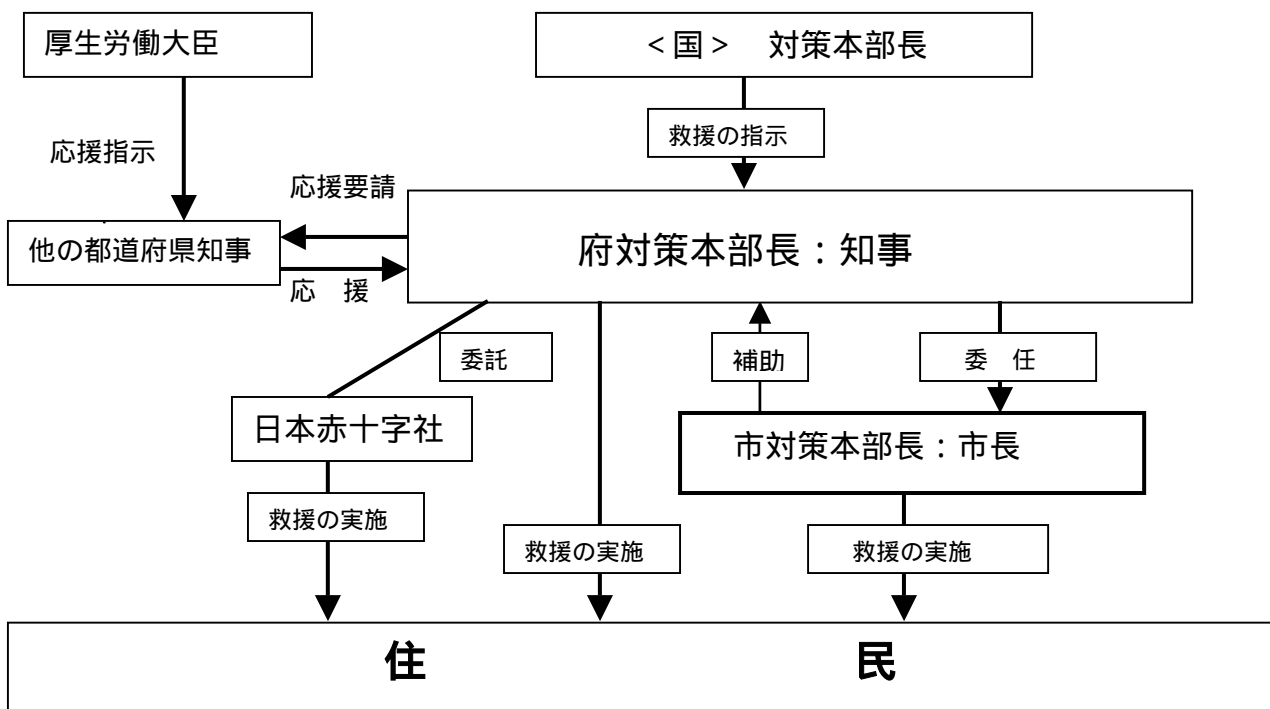 厚生労働大臣
＜国＞　対策本部長
救援の指示
応援指示
応援要請
他の都道府県知事
府対策本部長：知事
応　援
委託
補助
委　任
日本赤十字社
市対策本部長：市長
救援の実施
救援の実施
救援の実施
住　民